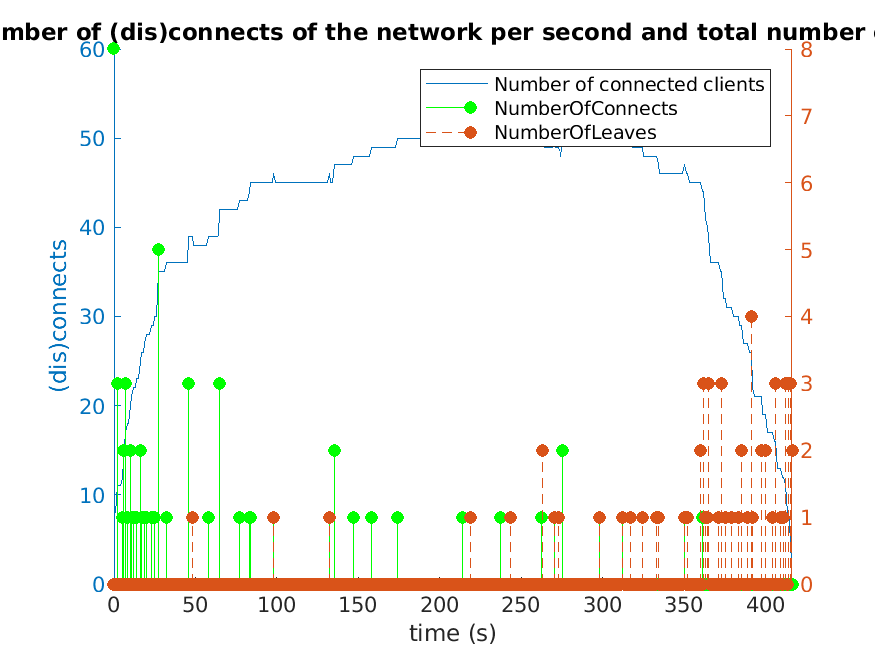 mber of (dis)connects of the network per second and total number
Number of connected clients
NumberOfConnects
NumberOfLeaves
(dis)connects
60
50
40
30
20
10
0
8
7
6
5
4
3
2
1
0
0 50 100 150 200 250 300 350 400
time (s)